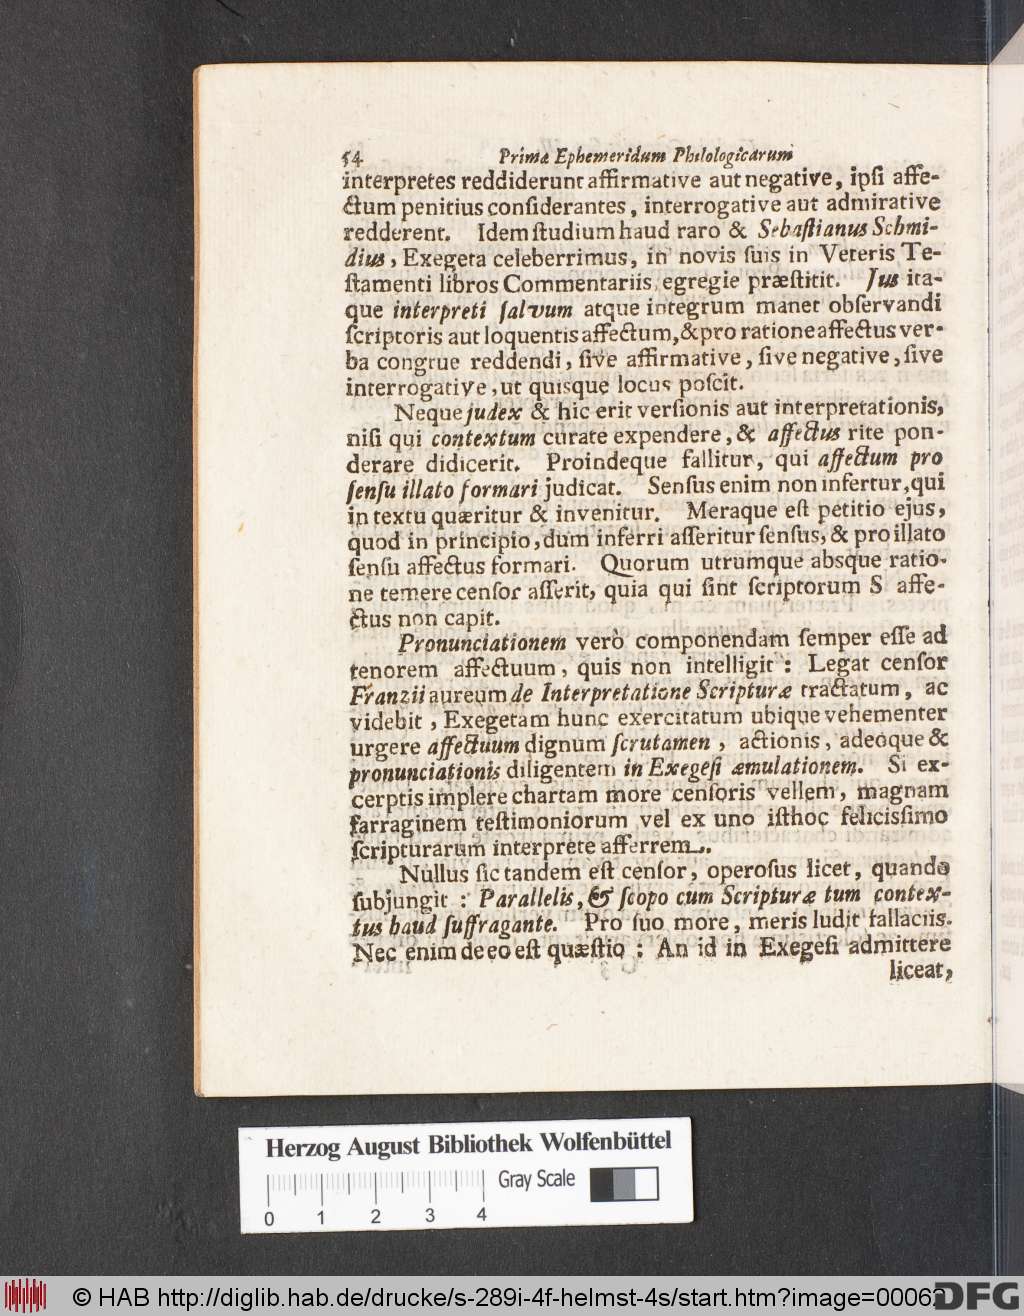 54 Primæ Ephemeridum Philologicarum
interpretes reddiderunt affirmative aut negative, ipſi affe-
ctum penitius conſiderantes, interrogative aut admirative
redderent. Idem ſtudium haud raro & Sebaſtianus Schmi-
dius, Exegeta celeberrimus, in novis ſuis in Veteris Te-
ſtamenti libros Commentariis egregie præſtitit. Jus ita-
que interpreti ſalvum atque integrum manet obſervandi
ſcriptoris aut loquentis affectum, & pro ratione affectus ver-
ba congrue reddendi, ſive affirmative, ſive negative, ſive
interrogative, ut quisque locus poſcit.
Neque judex & hic erit verſionis aut interpretationis,
niſi qui contextum curate expendere, & affectus rite pon-
derare didicerit. Proindeque fallitur, qui affectum pro
ſenſu illato formari judicat. Senſus enim non infertur, qui
in textu quæritur & invenitur. Meraque eſt petitio ejus,
quod in principio, dum inferri aſſeritur ſenſus, & pro illato
ſenſu affectus formari. Quorum utrumque absque ratio-
ne temere cenſor aſſerit, quia qui ſint ſcriptorum S affe-
ctus non capit.
Pronunciationem verò componendam ſemper eſſe ad
tenorem affectuum, quis non intelligit : Legat cenſor
Franzii aureum de Interpretatione Scripturæ tractatum, ac
videbit, Exegetam hunc exercitatum ubique vehementer
urgere affectuum dignum ſcrutamen, actionis, adeoque &
pronunciationis diligentem in Exegeſi æmulationem. Si ex-
cerptis implere chartam more cenſoris vellem, magnam
farraginem teſtimoniorum vel ex uno iſthoc feliciſſimo
ſcripturarum interprete afferrem.
Nullus ſic tandem eſt cenſor, operoſus licet, quando
ſubjungit : Parallelis, & ſcopo cum Scripturæ tum contex-
tus haud ſuffragante. Pro ſuo more, meris ludit fallaciis.
Nec enim de eo eſt quæſtio : An id in Exegeſi admittere
liceat,
Herzog August Bibliothek Wolfenbüttel
Gray Scale
0 1 2 3 4
© HAB http://diglib.hab.de/drucke/s-289i-4f-helmst-4s/start.htm?image=00062
DFG